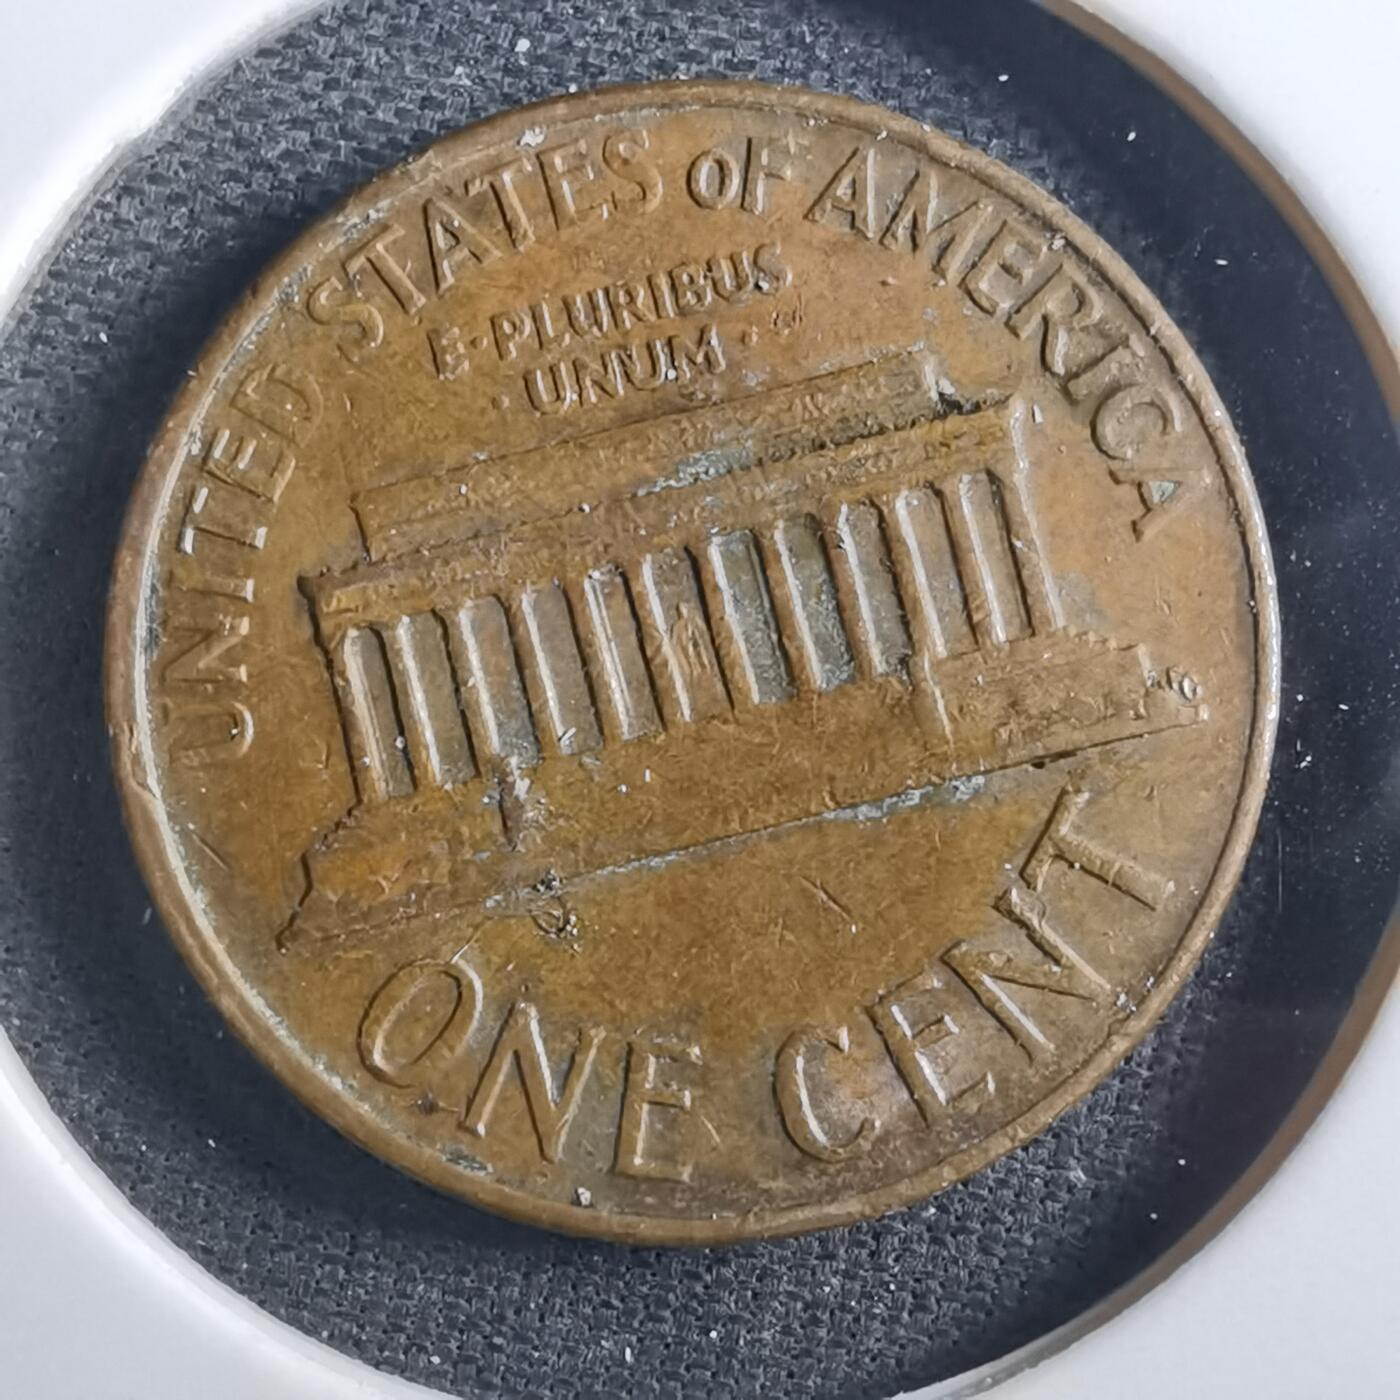 UNITED STATES oF AMERICA
E·PLURIBUS
·UNUM·
ONE CENT